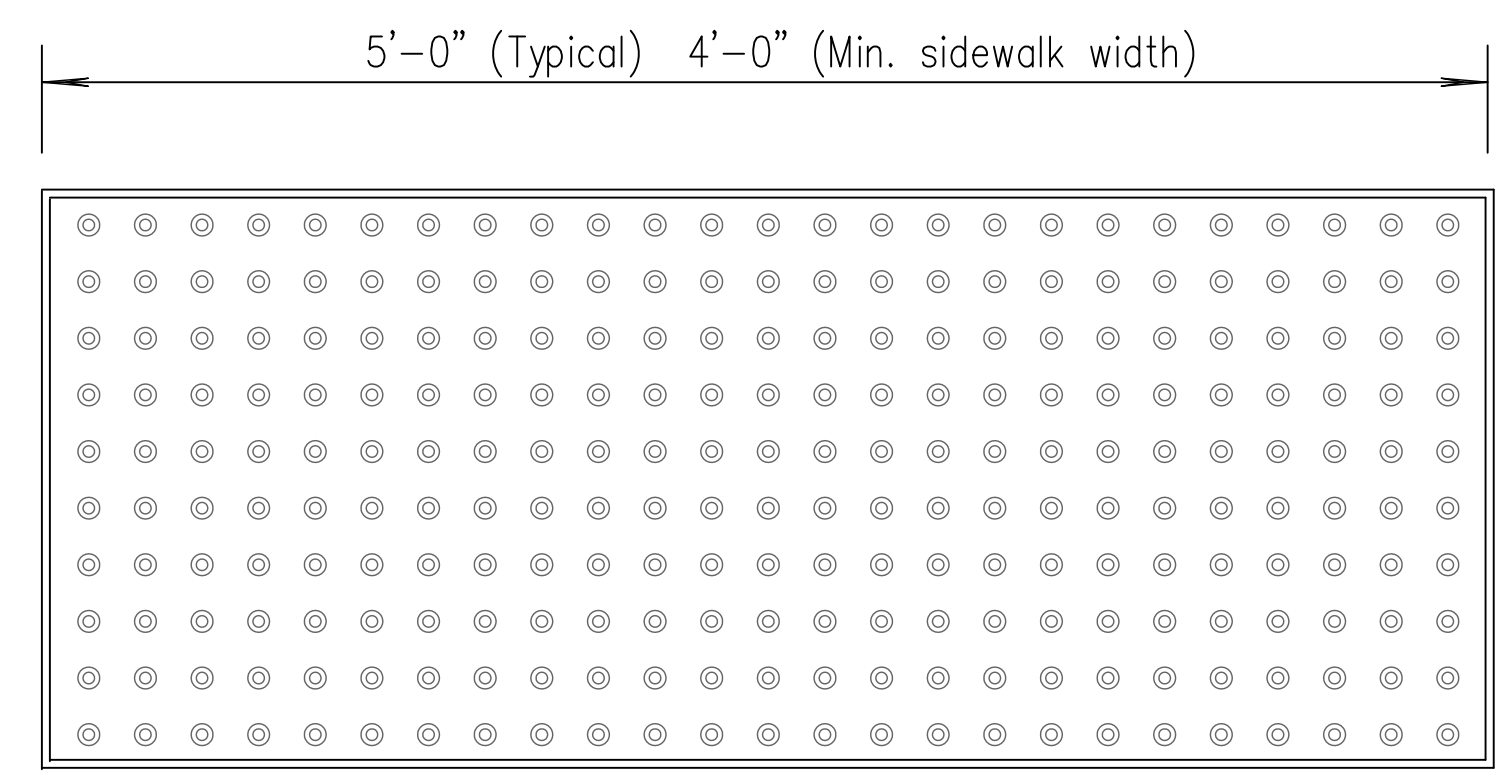 5'-0” (Typical) 4'-0” (Min. sidewalk width)